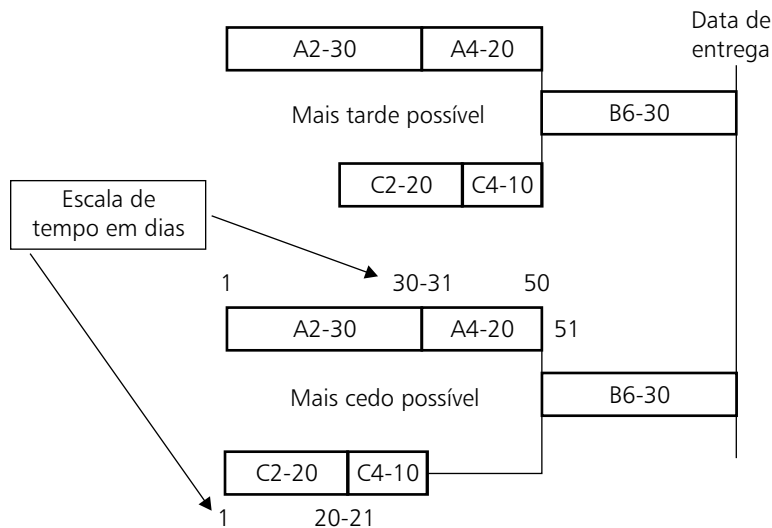 Data de
entrega
A2-30 A4-20
Mais tarde possível
B6-30
C2-20 C4-10
Escala de
tempo em dias
1 30-31 50
A2-30 A4-20
51
Mais cedo possível
B6-30
C2-20 C4-10
1 20-21